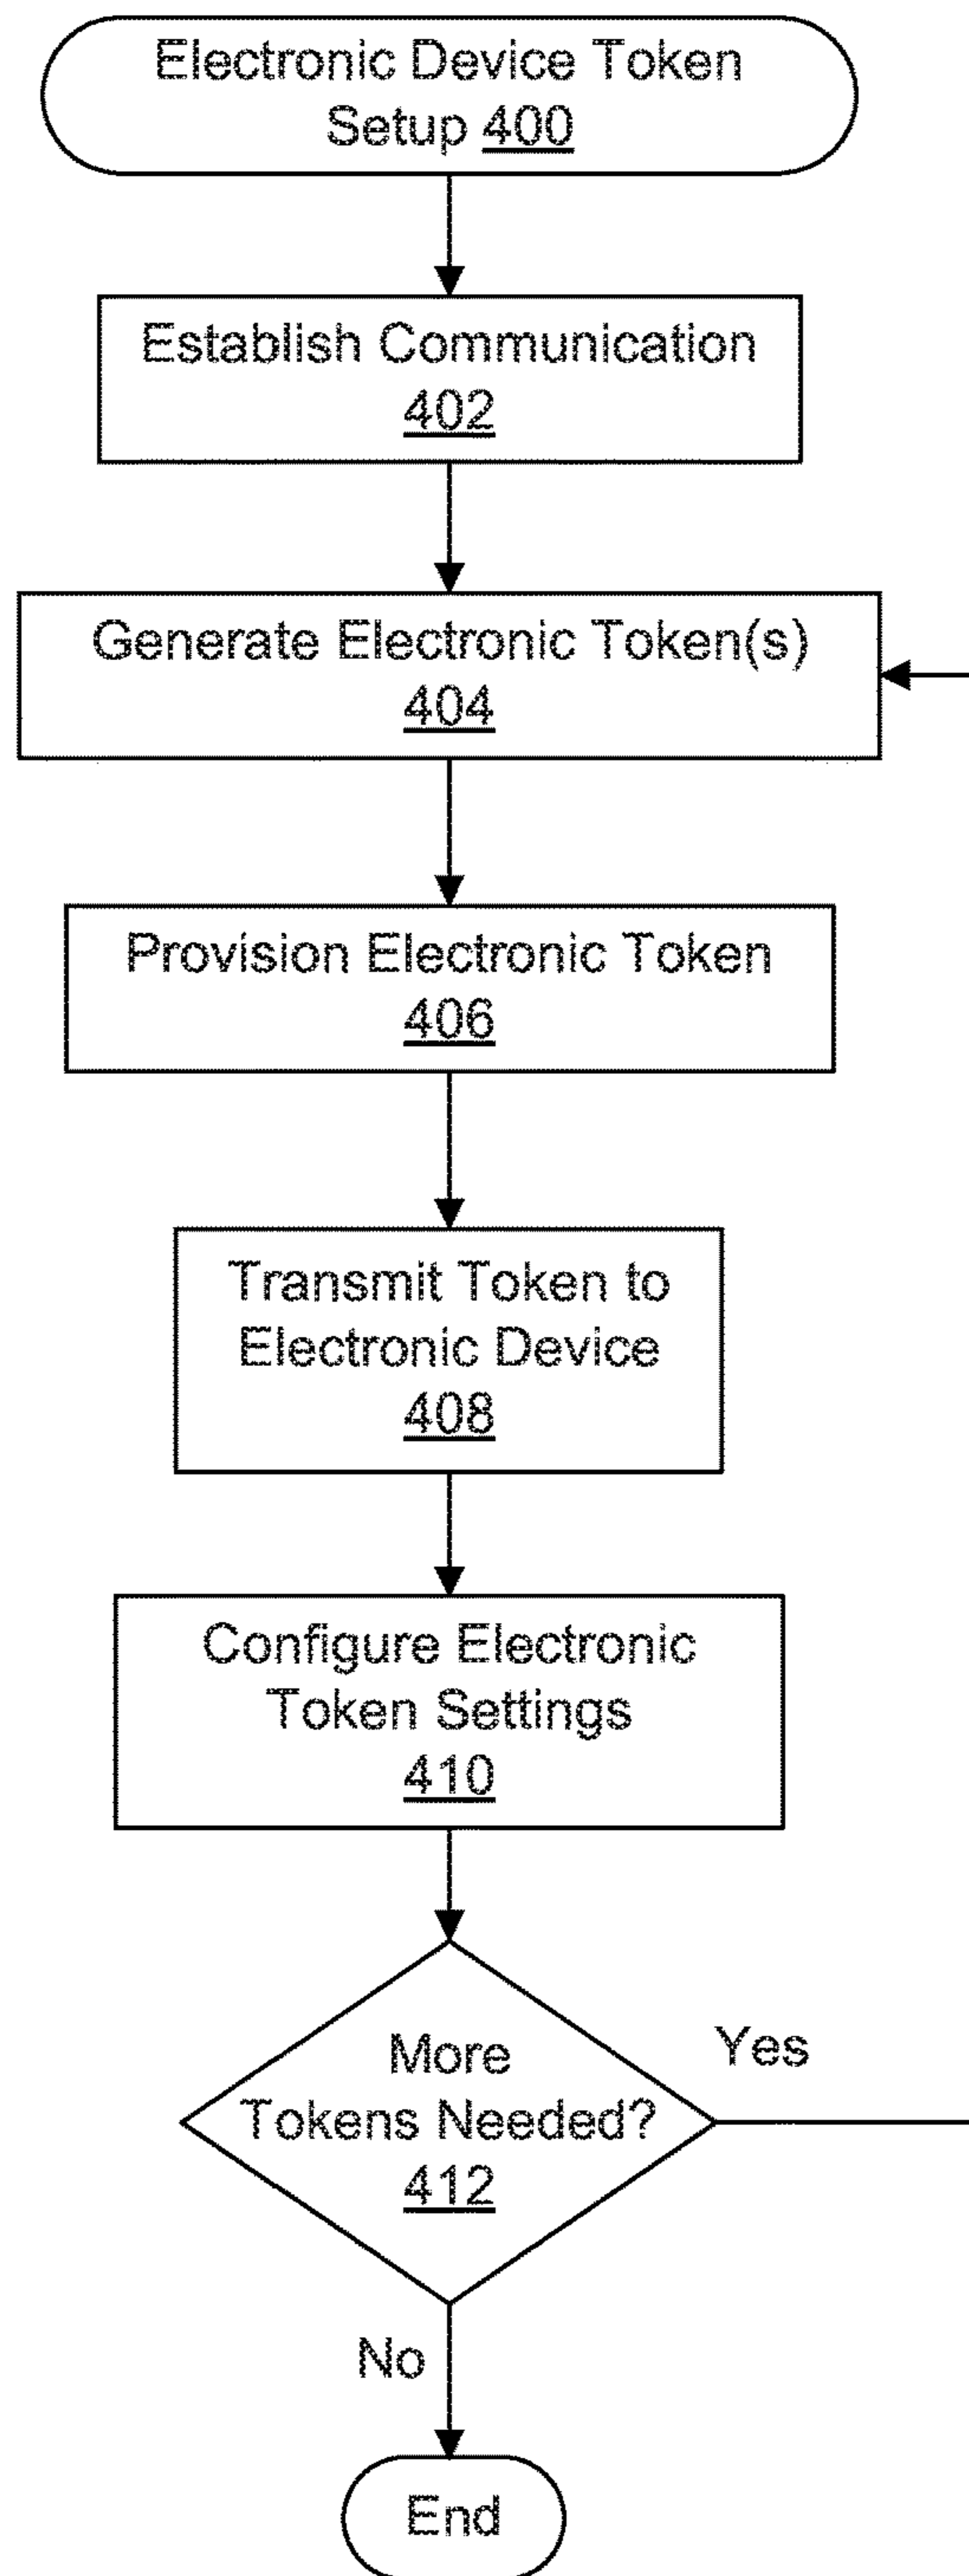 Electronic Device Token
Setup 400
Establish Communication
402
Generate Electronic Token(s)
404
Provision Electronic Token
406
Transmit Token to
Electronic Device
408
Configure Electronic
Token Settings
410
More
Tokens Needed?
412
Yes
No
End